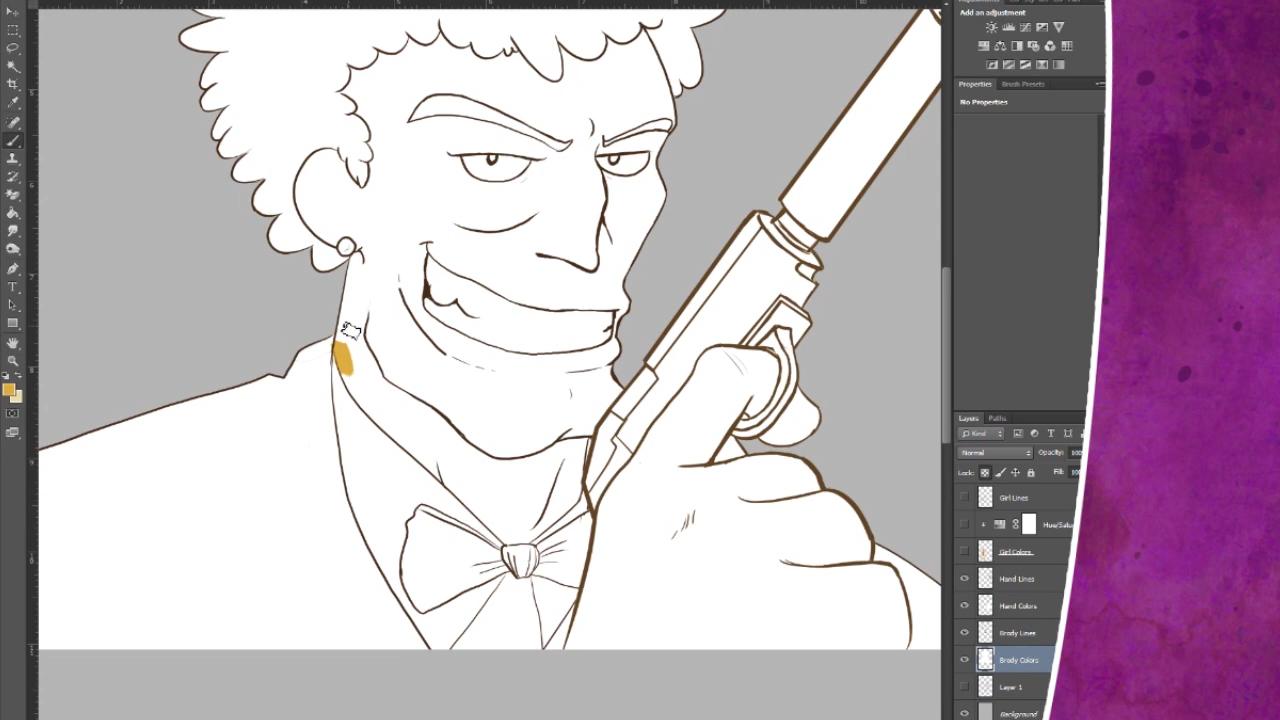 Add an adjustment
Properties Brush Presets
No Properties
Layers Paths
Kind
Normal Opacity:
Lock: Fill:
Girl Lines
Hue/Satu
Girl Colors
Hand Lines
Hand Colors
Brody Lines
Brody Colors
Layer 1
Background